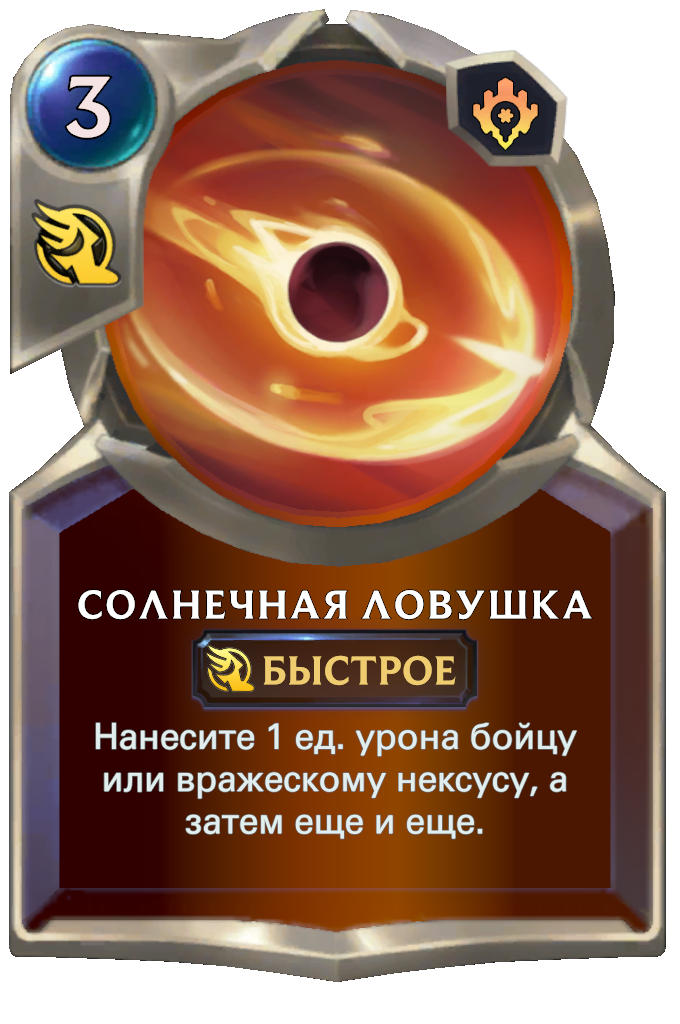 3
СОЛНЕЧНАЯ ЛОВУШКА
БЫСТРОЕ
Нанесите 1 ед. урона бойцу
или вражескому нексусу, а
затем еще и еще.